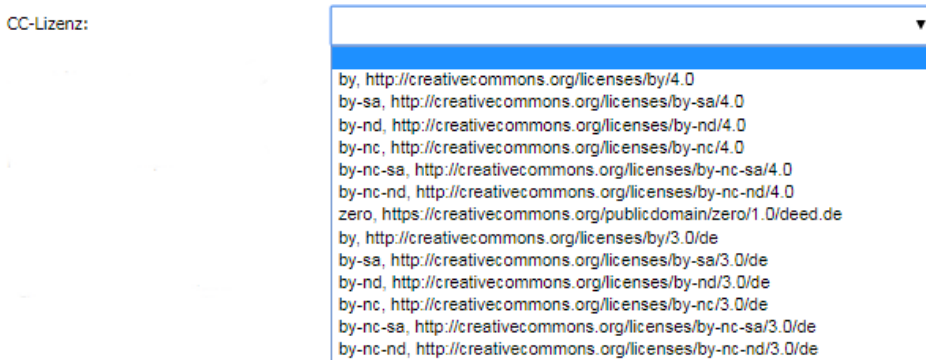 CC-Lizenz:
by, http://creativecommons.org/licenses/by/4.0
by-sa, http://creativecommons.org/licenses/by-sa/4.0
by-nd, http://creativecommons.org/licenses/by-nd/4.0
by-nc, http://creativecommons.org/licenses/by-nc/4.0
by-nc-sa, http://creativecommons.org/licenses/by-nc-sa/4.0
by-nc-nd, http://creativecommons.org/licenses/by-nc-nd/4.0
zero, https://creativecommons.org/publicdomain/zero/1.0/deed.de
by, http://creativecommons.org/licenses/by/3.0/de
by-sa, http://creativecommons.org/licenses/by-sa/3.0/de
by-nd, http://creativecommons.org/licenses/by-nd/3.0/de
by-nc, http://creativecommons.org/licenses/by-nc/3.0/de
by-nc-sa, http://creativecommons.org/licenses/by-nc-sa/3.0/de
by-nc-nd, http://creativecommons.org/licenses/by-nc-nd/3.0/de